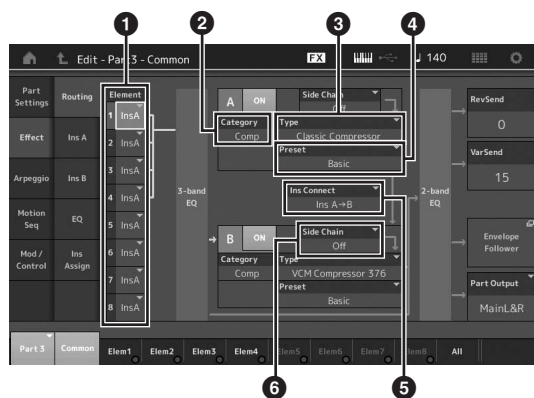 1
2
3
4
Edit - Part3 - Common
FX
140
Part Settings
Routing
Element
1 InsA
2 InsA
3 InsA
4 InsA
5 InsA
6 InsA
7 InsA
8 InsA
Effect
Ins A
Arpeggio
Ins B
Motion Seq
EQ
Mod / Control
Ins Assign
3-band EQ
A
ON
Side Chain
Off
Category
Comp
Type
Classic Compressor
Preset
Basic
Ins Connect
Ins A→B
B
ON
Side Chain
Off
Category
Comp
Type
VCM Compressor 376
Preset
Basic
2-band EQ
RevSend
0
VarSend
15
Envelope Follower
Part Output
MainL&R
Part 3
Common
Elem1
Elem2
Elem3
Elem4
Elem5
Elem6
Elem7
Elem8
All
6
5